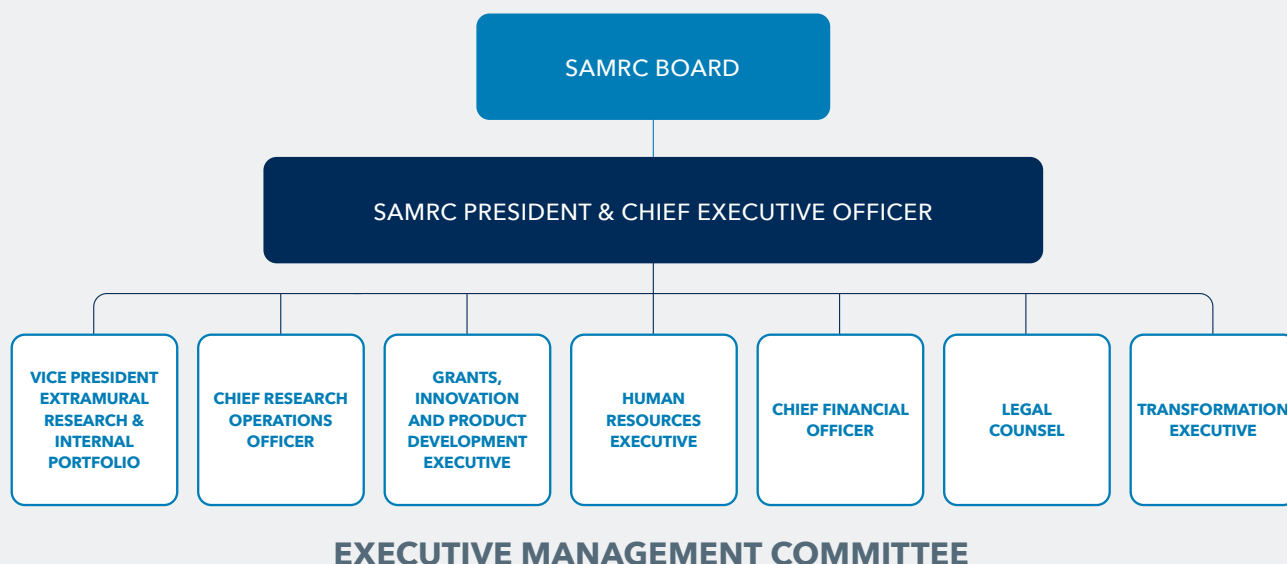 SAMRC BOARD
SAMRC PRESIDENT & CHIEF EXECUTIVE OFFICER
VICE PRESIDENT
EXTRAMURAL
RESEARCH &
INTERNAL
PORTFOLIO
CHIEF RESEARCH
OPERATIONS
OFFICER
GRANTS,
INNOVATION
AND PRODUCT
DEVELOPMENT
EXECUTIVE
HUMAN
RESOURCES
EXECUTIVE
CHIEF FINANCIAL
OFFICER
LEGAL
COUNSEL
TRANSFORMATION
EXECUTIVE
EXECUTIVE MANAGEMENT COMMITTEE